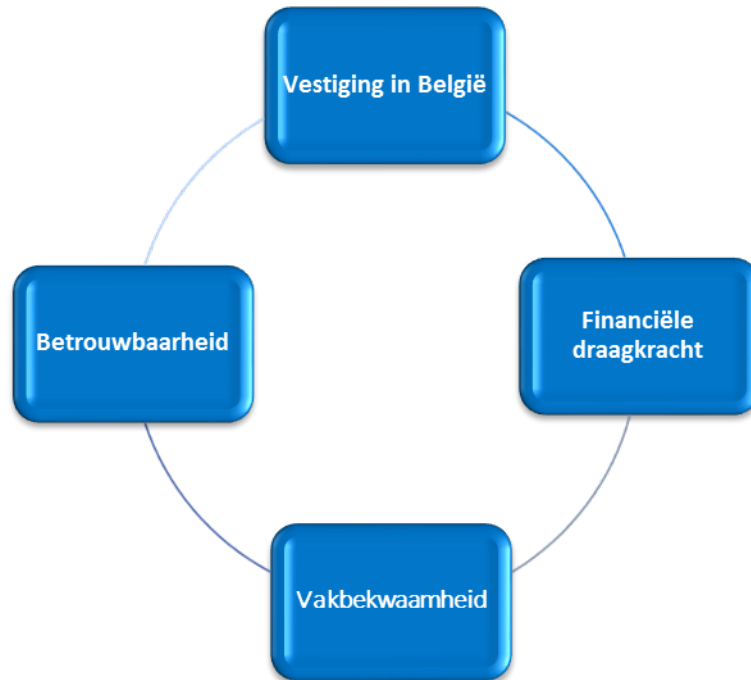 Vestiging in België
Financiële
draagkracht
Vakbekwaamheid
Betrouwbaarheid